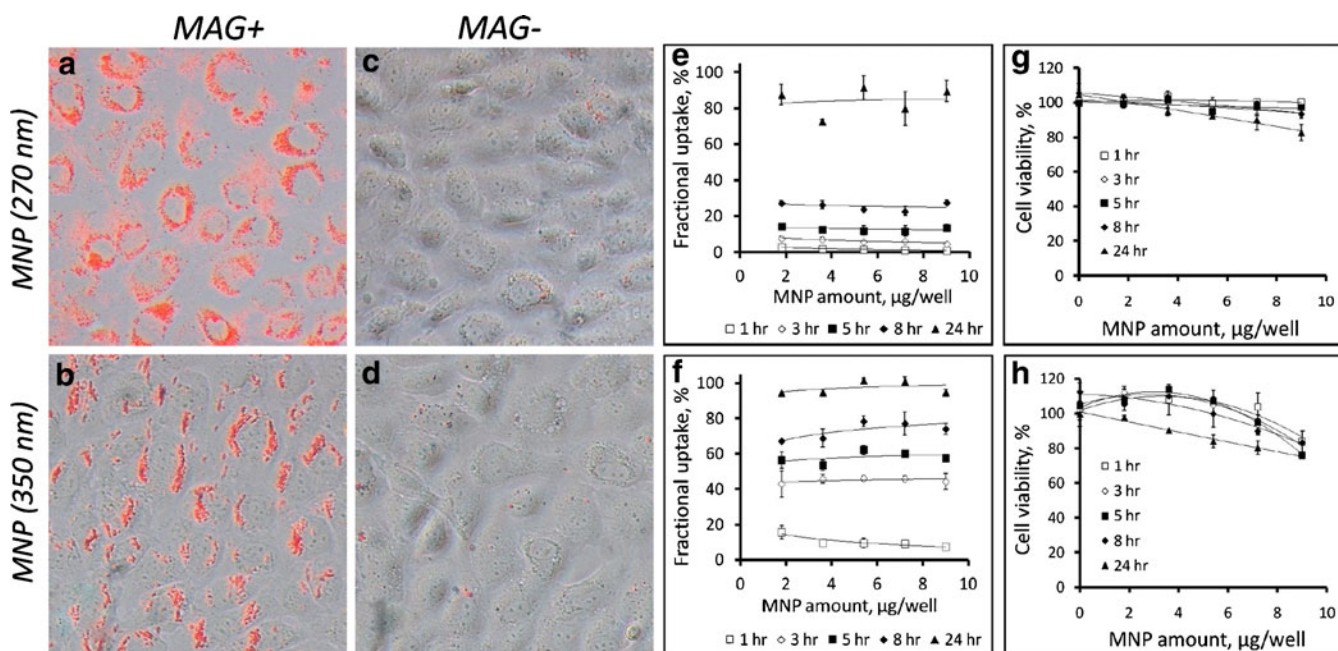 MAG+
MAG-
MNP (270 nm)
MNP (350 nm)
a
b
c
d
e
Fractional uptake, %
100
80
60
40
20
0
0 2 4 6 8 10
MNP amount, µg/well
1 hr 3 hr 5 hr 8 hr 24 hr
f
Fractional uptake, %
100
80
60
40
20
0
0 2 4 6 8 10
MNP amount, µg/well
1 hr 3 hr 5 hr 8 hr 24 hr
g
Cell viability, %
120
100
80
60
40
20
0
1 hr
3 hr
5 hr
8 hr
24 hr
0 2 4 6 8 10
MNP amount, µg/well
h
Cell viability, %
120
100
80
60
40
20
0
1 hr
3 hr
5 hr
8 hr
24 hr
0 2 4 6 8 10
MNP amount, µg/well